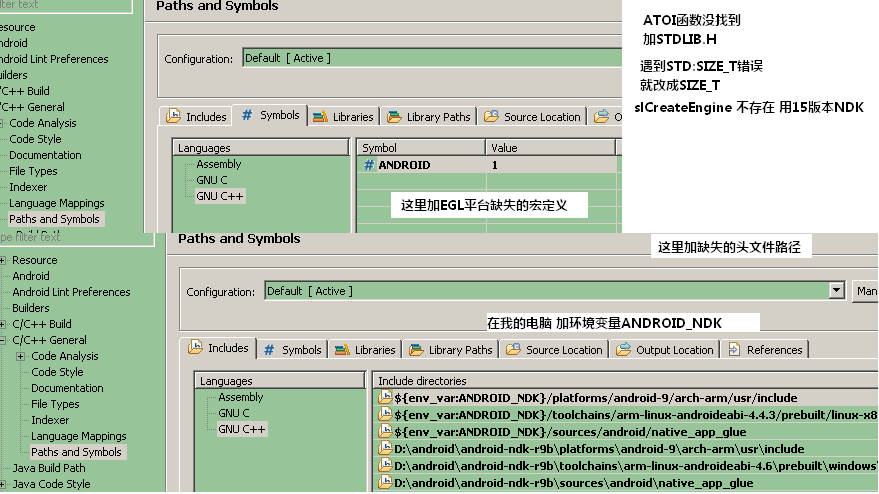 lter text
Paths and Symbols
esource
ndroid
ndroid Lint Preferences
uilders
/C++ Build
/C++ General
Code Analysis
Code Style
Documentation
File Types
Indexer
Language Mappings
Paths and Symbols
Configuration: Default [ Active ]
Includes # Symbols Libraries Library Paths Source Location O
Languages
Assembly
GNU C
GNU C++
Symbol Value
# ANDROID 1
这里加EGL平台缺失的宏定义
ATOI函数没找到
加STDLIB.H
遇到STD:SIZE_T错误
就改成SIZE_T
slCreateEngine 不存在 用15版本NDK
pe filter text
Paths and Symbols
这里加缺失的头文件路径
Resource
Android
Android Lint Preferences
Builders
C/C++ Build
C/C++ General
Code Analysis
Code Style
Documentation
File Types
Indexer
Language Mappings
Paths and Symbols
Java Build Path
Java Code Style
Configuration: Default [ Active ] Man
在我的电脑 加环境变量ANDROID_NDK
Includes # Symbols Libraries Library Paths Source Location Output Location References
Languages
Assembly
GNU C
GNU C++
Include directories
${env_var:ANDROID_NDK}/platforms/android-9/arch-arm/usr/include
${env_var:ANDROID_NDK}/toolchains/arm-linux-androideabi-4.4.3/prebuilt/linux-x8
${env_var:ANDROID_NDK}/sources/android/native_app_glue
D:\android\android-ndk-r9b\platforms\android-9\arch-arm\usr\include
D:\android\android-ndk-r9b\toolchains\arm-linux-androideabi-4.6\prebuilt\windows
D:\android\android-ndk-r9b\sources\android\native_app_glue